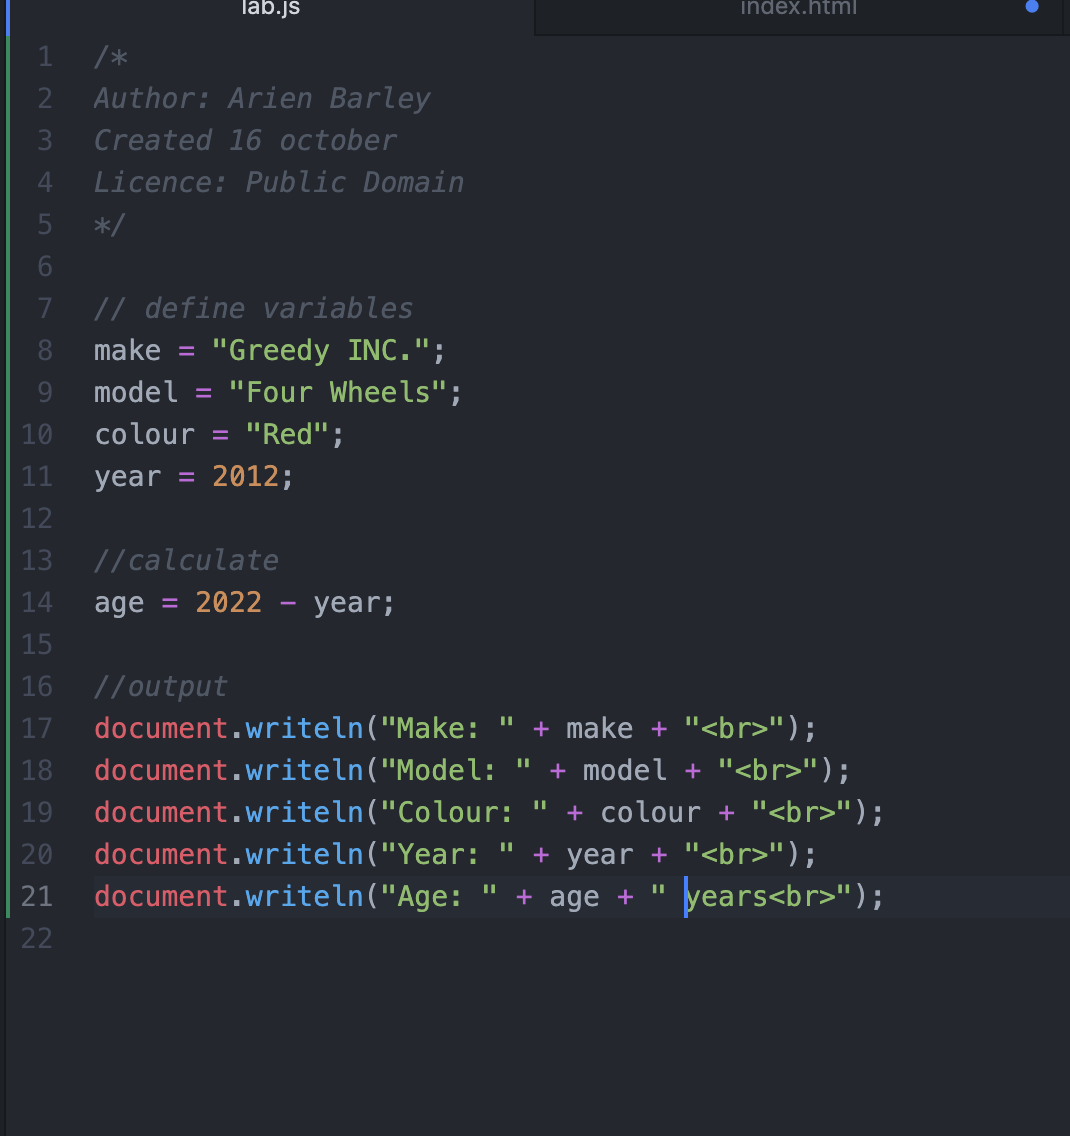 lab.js index.html
1 /*
2 Author: Arien Barley
3 Created 16 october
4 Licence: Public Domain
5 */
6
7 // define variables
8 make = "Greedy INC.";
9 model = "Four Wheels";
10 colour = "Red";
11 year = 2012;
12
13 //calculate
14 age = 2022 - year;
15
16 //output
17 document.writeln("Make: " + make + "<br>");
18 document.writeln("Model: " + model + "<br>");
19 document.writeln("Colour: " + colour + "<br>");
20 document.writeln("Year: " + year + "<br>");
21 document.writeln("Age: " + age + " years<br>");
22